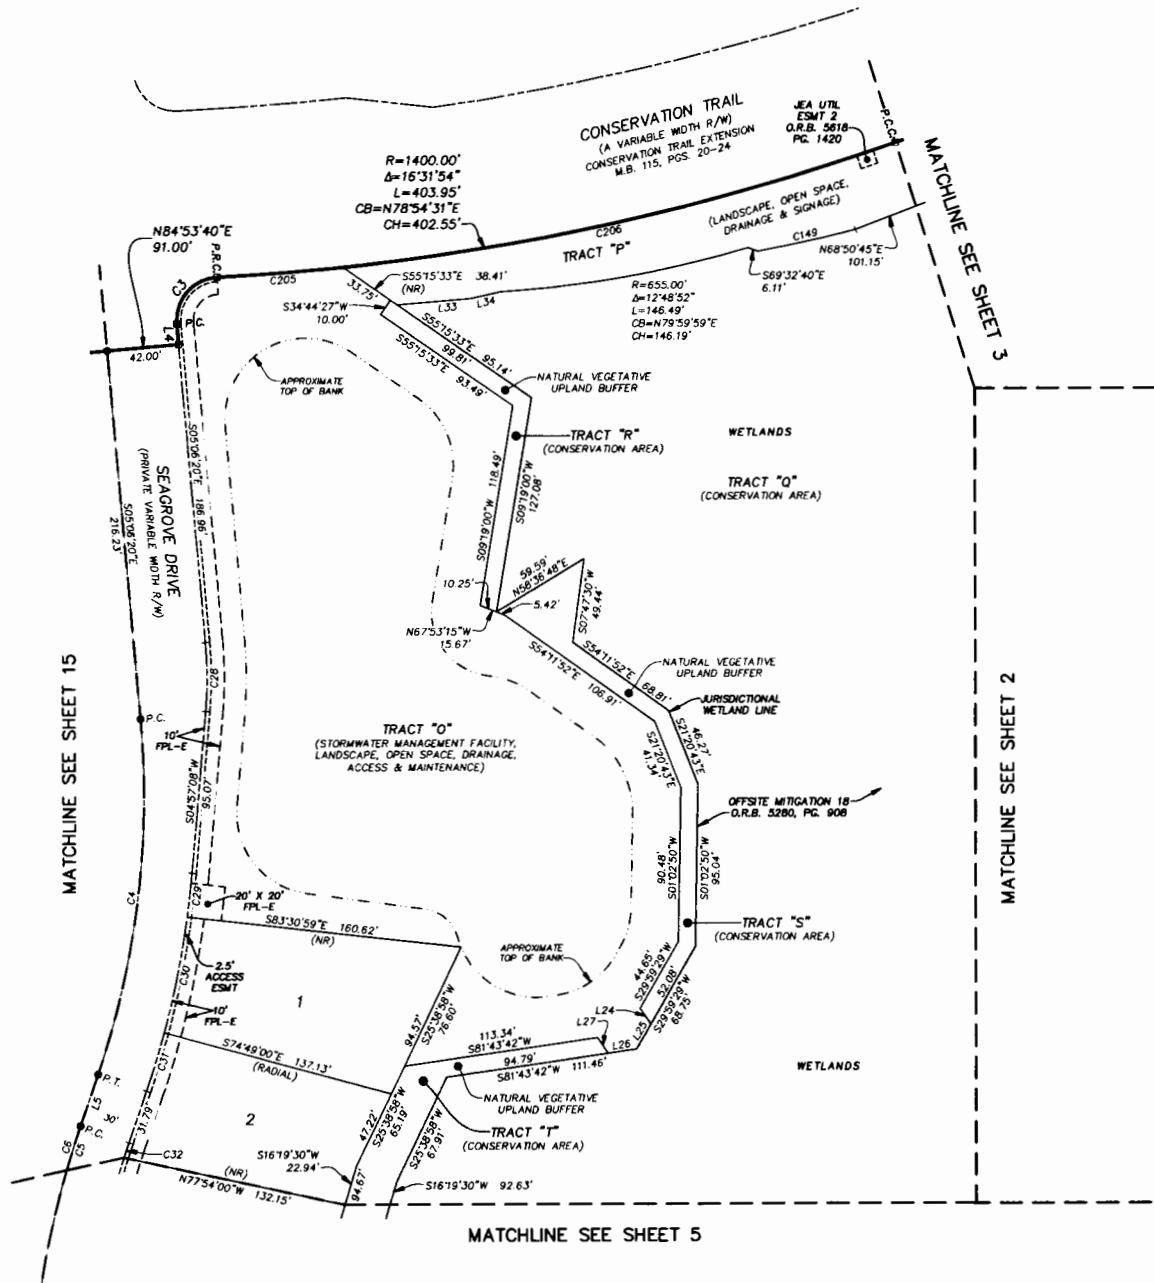 CONSERVATION TRAIL
(A VARIABLE WIDTH R/W)
CONSERVATION TRAIL EXTENSION
M.B. 115, PGS. 20-24
JEA UTIL
ESMT 2
O.R.B. 5618
PG. 1420
P.C.C.
MATCHLINE SEE SHEET 3
R=1400.00'
Δ=16°31'54"
L=403.95'
CB=N78°54'31"E
CH=402.55'
N84°53'40"E
91.00'
P.R.C.
C3
P.C.
L4
42.00'
C205
C206
TRACT "P"
(LANDSCAPE, OPEN SPACE,
DRAINAGE & SIGNAGE)
C149
N68°50'45"E
101.15'
S69°32'40"E
6.11'
S55°15'33"E 38.41'
(NR)
33.75'
S34°44'27"W
10.00'
L33
L34
R=655.00'
Δ=12°48'52"
L=146.49'
CB=N79°59'59"E
CH=146.19'
S55°15'33"E 95.14'
99.81'
S55°15'33"E 93.49'
APPROXIMATE
TOP OF BANK
NATURAL VEGETATIVE
UPLAND BUFFER
TRACT "R"
(CONSERVATION AREA)
WETLANDS
TRACT "Q"
(CONSERVATION AREA)
S09°19'00"W 118.49'
S09°19'00"W
127.08'
SEAGROVE DRIVE
(PRIVATE VARIABLE WIDTH R/W)
S05°06'20"E 186.96'
S05°06'20"E
216.23'
10.25'
59.59'
N58°36'48"E
5.42'
N67°53'15"W
15.67'
S07°47'30"W
49.44'
S54°11'52"E 68.81'
S54°11'52"E 106.91'
NATURAL VEGETATIVE
UPLAND BUFFER
JURISDICTIONAL
WETLAND LINE
46.27'
S21°20'43"E
S21°20'43"E
41.34'
C28
P.C.
10'
FPL-E
MATCHLINE SEE SHEET 15
MATCHLINE SEE SHEET 2
TRACT "O"
(STORMWATER MANAGEMENT FACILITY,
LANDSCAPE, OPEN SPACE, DRAINAGE,
ACCESS & MAINTENANCE)
S04°57'08"W
95.07'
OFFSITE MITIGATION 18
O.R.B. 5280, PG. 908
90.48'
S01°02'50"W
S01°02'50"W
95.04'
C4
C29
20' X 20'
FPL-E
S83°30'59"E 160.62'
(NR)
TRACT "S"
(CONSERVATION AREA)
APPROXIMATE
TOP OF BANK
44.65'
S29°59'29"W
52.08'
S29°59'29"W
68.75'
2.5'
ACCESS
ESMT
C30
10'
FPL-E
1
94.57'
S25°38'58"W
76.60'
L24
L27
L25
L26
113.34'
S81°43'42"W
94.79'
S81°43'42"W 111.46'
WETLANDS
C31
S74°49'00"E 137.13'
(RADIAL)
P.T.
L5
30'
P.C.
C6
C5
31.79'
2
NATURAL VEGETATIVE
UPLAND BUFFER
TRACT "T"
(CONSERVATION AREA)
47.22'
S25°38'58"W
65.19'
S25°38'58"W
67.91'
C32
(NR)
N77°54'00"W 132.15'
S16°19'30"W
22.94'
94.67'
S16°19'30"W 92.63'
MATCHLINE SEE SHEET 5